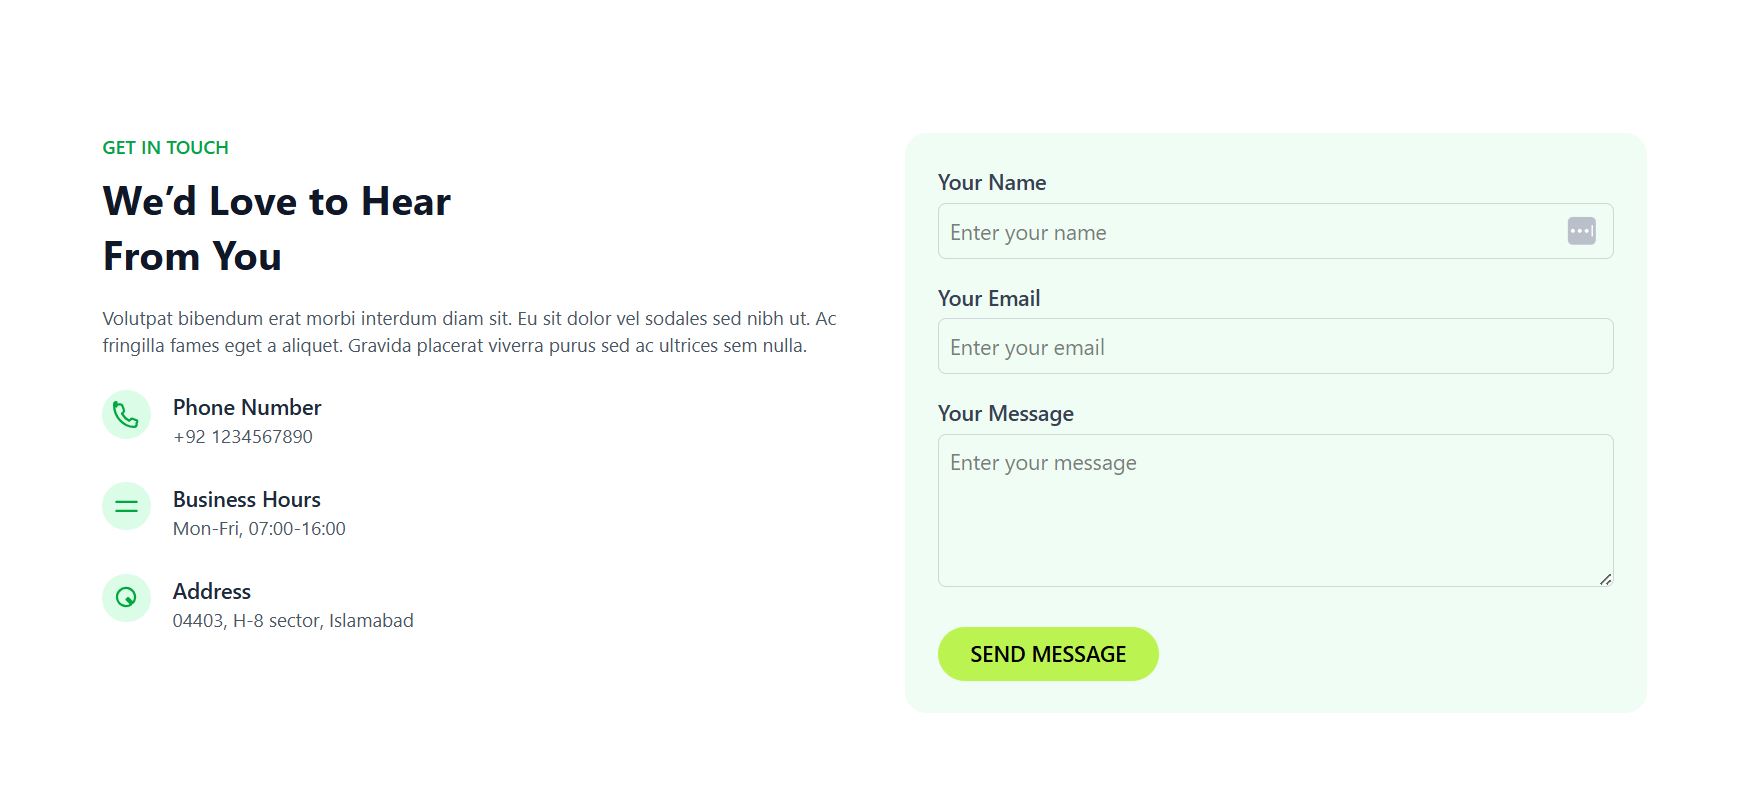 GET IN TOUCH
We’d Love to Hear
From You
Volutpat bibendum erat morbi interdum diam sit. Eu sit dolor vel sodales sed nibh ut. Ac
fringilla fames eget a aliquet. Gravida placerat viverra purus sed ac ultrices sem nulla.
Phone Number
+92 1234567890
Business Hours
Mon-Fri, 07:00-16:00
Address
04403, H-8 sector, Islamabad
Your Name
Enter your name
Your Email
Enter your email
Your Message
Enter your message
SEND MESSAGE